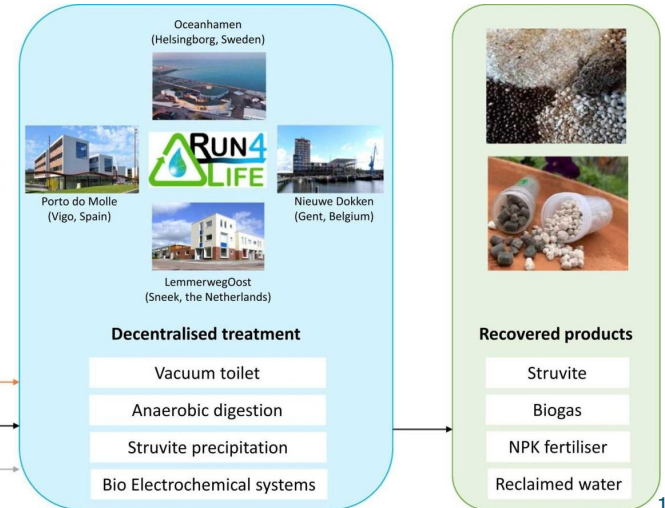 Oceanhamen
(Helsingborg, Sweden)
RUN4
LIFE
Porto do Molle
(Vigo, Spain)
Nieuwe Dokken
(Gent, Belgium)
LemmerwegOost
(Sneek, the Netherlands)
Decentralised treatment
Vacuum toilet
Anaerobic digestion
Struvite precipitation
Bio Electrochemical systems
Recovered products
Struvite
Biogas
NPK fertiliser
Reclaimed water
1